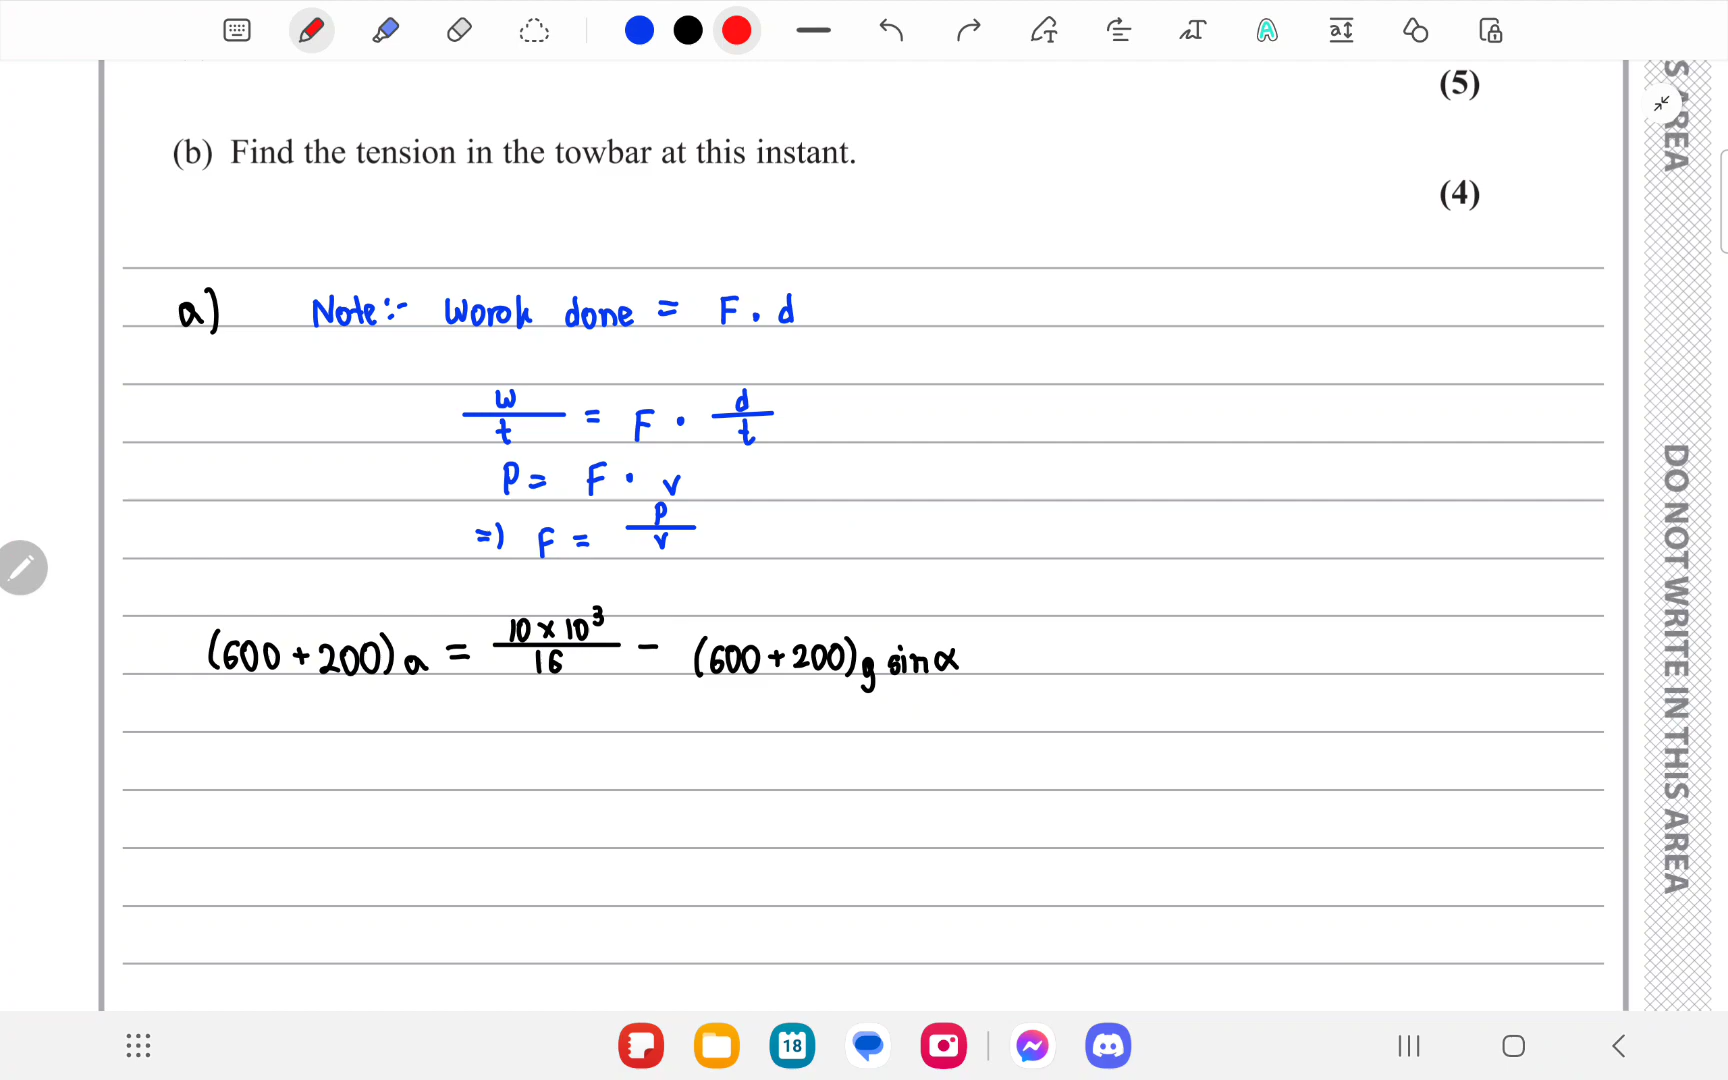 (5)
(b) Find the tension in the towbar at this instant.
(4)
a) Note:- Work done = F . d
w/t = F · d/t
P = F · v
=) F = P/v
(600 + 200) a = 10 × 10³/16 - (600 + 200) g sin α
S AREA
DO NOT WRITE IN THIS AREA
18